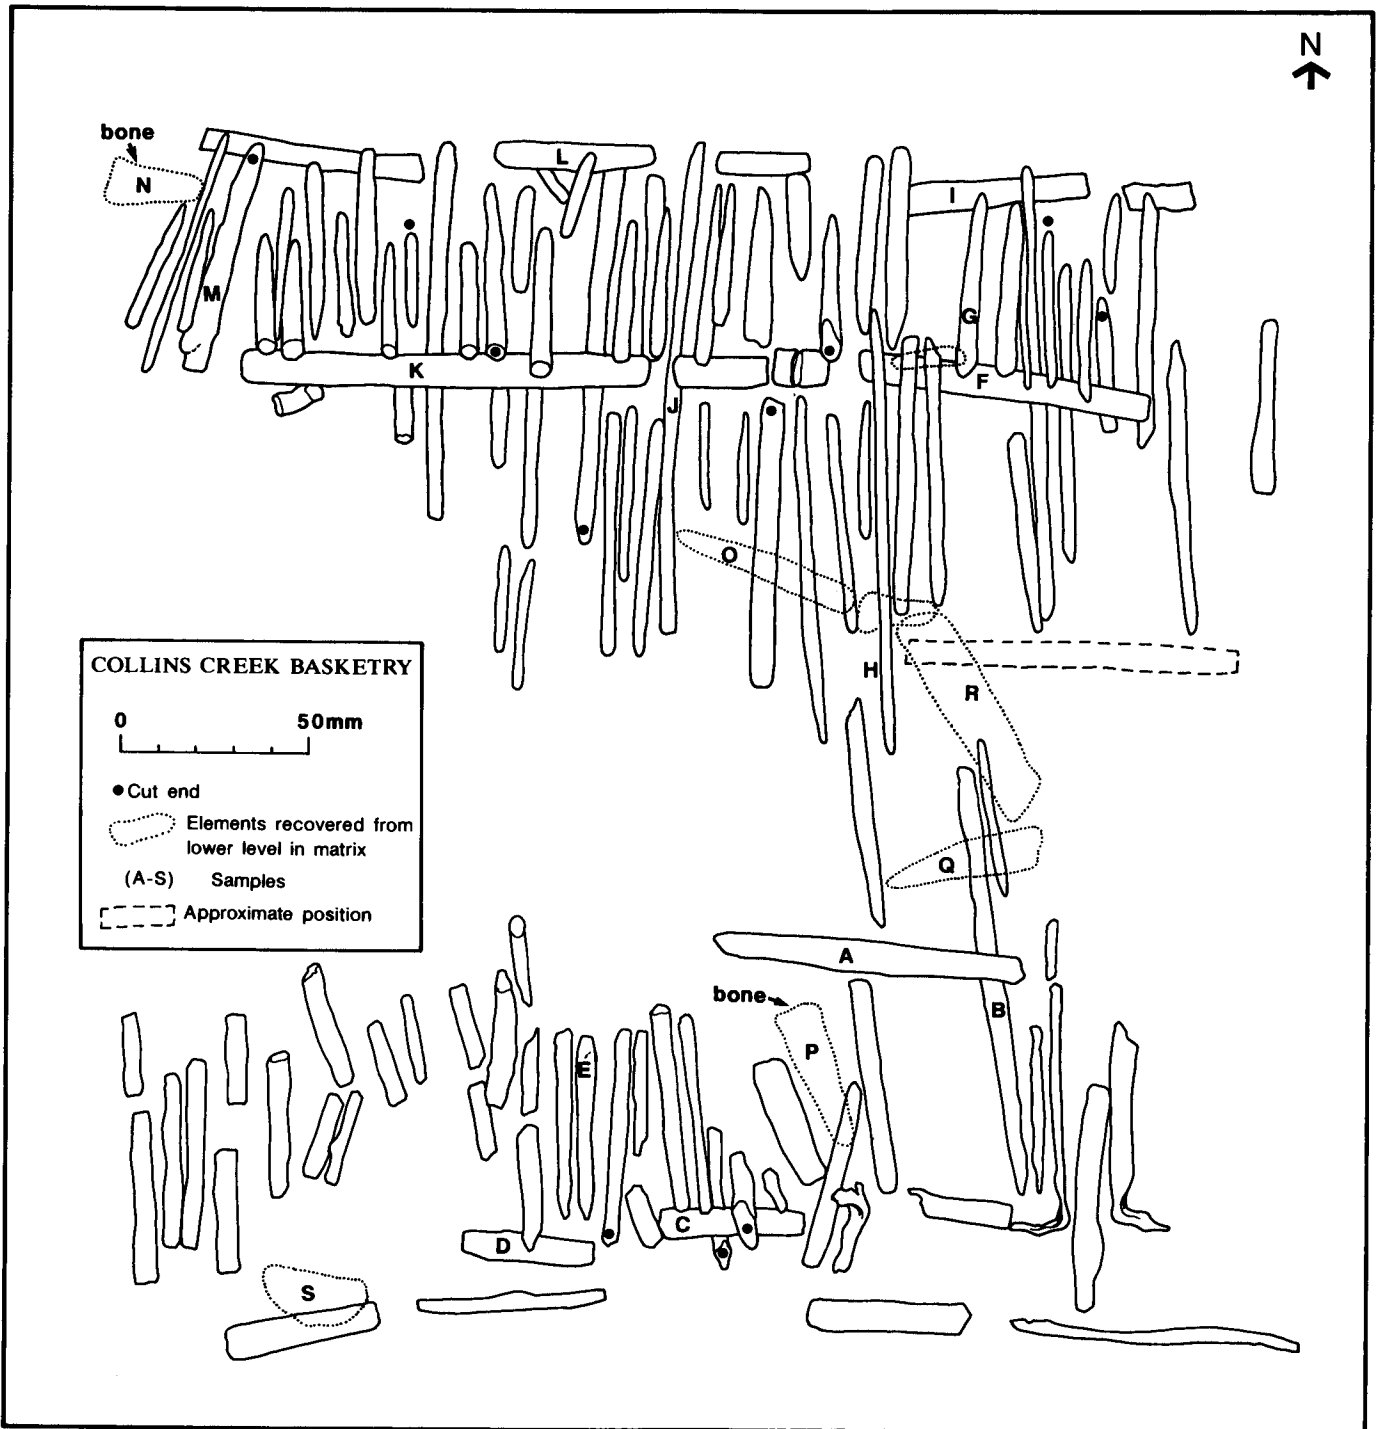 N
bone
N
L
I
M
G
K
F
J
O
H
R
COLLINS CREEK BASKETRY
0 50mm
Cut end
Elements recovered from
lower level in matrix
(A-S) Samples
Approximate position
Q
A
bone
B
P
E
C
D
S